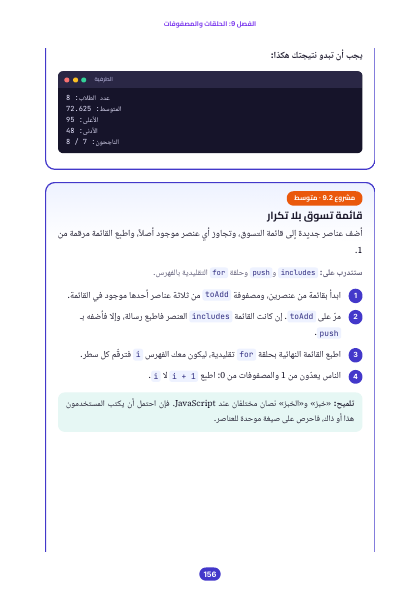 الفصل 9: الحلقات والمصفوفات
يجب أن تبدو نتيجتك هكذا:
الطرفية
عدد الطلاب: 8
المتوسط: 72.625
الأعلى: 95
الأدنى: 48
الناجحون: 7 / 8
مشروع 9.2 · متوسط
قائمة تسوق بلا تكرار
أضف عناصر جديدة إلى قائمة التسوق، وتجاوز أي عنصر موجود أصلاً، واطبع القائمة مرقمة من
1.
ستتدرب على: includes و push وحلقة for التقليدية بالفهرس.
1 ابدأ بقائمة من عنصرين، ومصفوفة toAdd من ثلاثة عناصر أحدها موجود في القائمة.
2 مرّ على toAdd. إن كانت القائمة includes العنصر فاطبع رسالة، وإلا فأضفه بـ
push.
3 اطبع القائمة النهائية بحلقة for تقليدية، ليكون معك الفهرس i فترقّم كل سطر.
4 الناس يعدّون من 1 والمصفوفات من 0: اطبع i + 1 لا i.
تلميح: «خبز» و«الخبز» نصان مختلفان عند JavaScript. فإن احتمل أن يكتب المستخدمون
هذا أو ذاك، فاحرص على صيغة موحدة للعناصر.
156